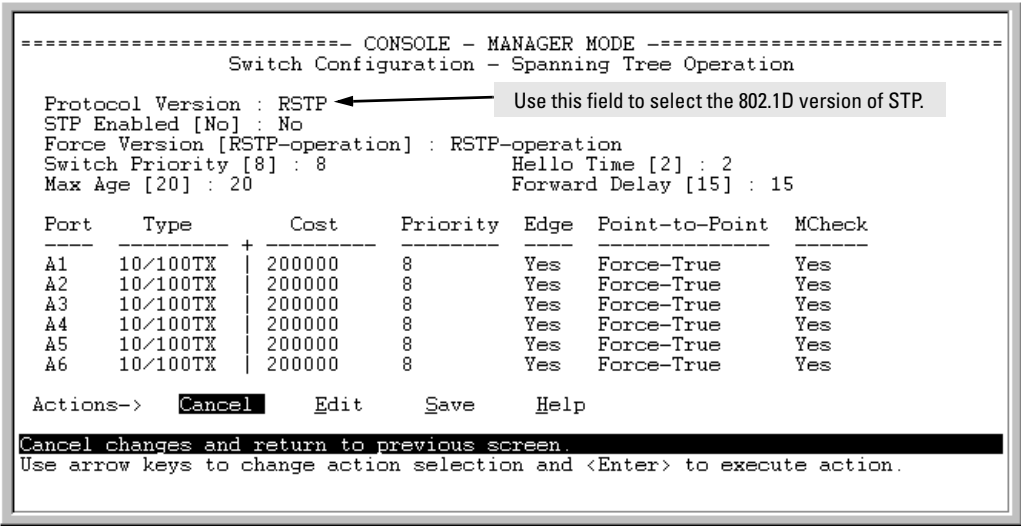 ==========================- CONSOLE - MANAGER MODE -============================
Switch Configuration - Spanning Tree Operation
Protocol Version : RSTP
Use this field to select the 802.1D version of STP.
STP Enabled [No] : No
Force Version [RSTP-operation] : RSTP-operation
Switch Priority [8] : 8 Hello Time [2] : 2
Max Age [20] : 20 Forward Delay [15] : 15
Port Type Cost Priority Edge Point-to-Point MCheck
---- --------- + --------- -------- ---- -------------- ------
A1 10/100TX | 200000 8 Yes Force-True Yes
A2 10/100TX | 200000 8 Yes Force-True Yes
A3 10/100TX | 200000 8 Yes Force-True Yes
A4 10/100TX | 200000 8 Yes Force-True Yes
A5 10/100TX | 200000 8 Yes Force-True Yes
A6 10/100TX | 200000 8 Yes Force-True Yes
Actions-> Cancel Edit Save Help
Cancel changes and return to previous screen.
Use arrow keys to change action selection and <Enter> to execute action.